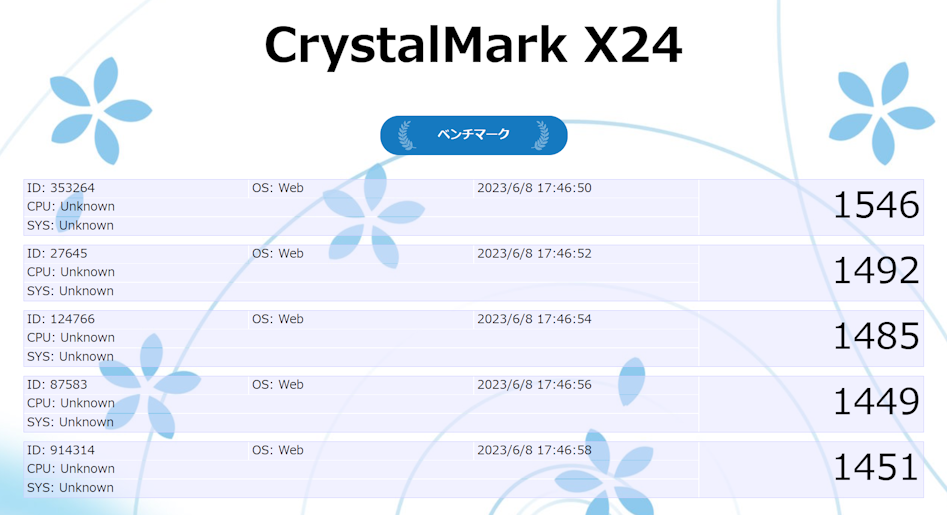 CrystalMark X24
ベンチマーク
ID: 353264 OS: Web 2023/6/8 17:46:50
CPU: Unknown
SYS: Unknown
1546
ID: 27645 OS: Web 2023/6/8 17:46:52
CPU: Unknown
SYS: Unknown
1492
ID: 124766 OS: Web 2023/6/8 17:46:54
CPU: Unknown
SYS: Unknown
1485
ID: 87583 OS: Web 2023/6/8 17:46:56
CPU: Unknown
SYS: Unknown
1449
ID: 914314 OS: Web 2023/6/8 17:46:58
CPU: Unknown
SYS: Unknown
1451